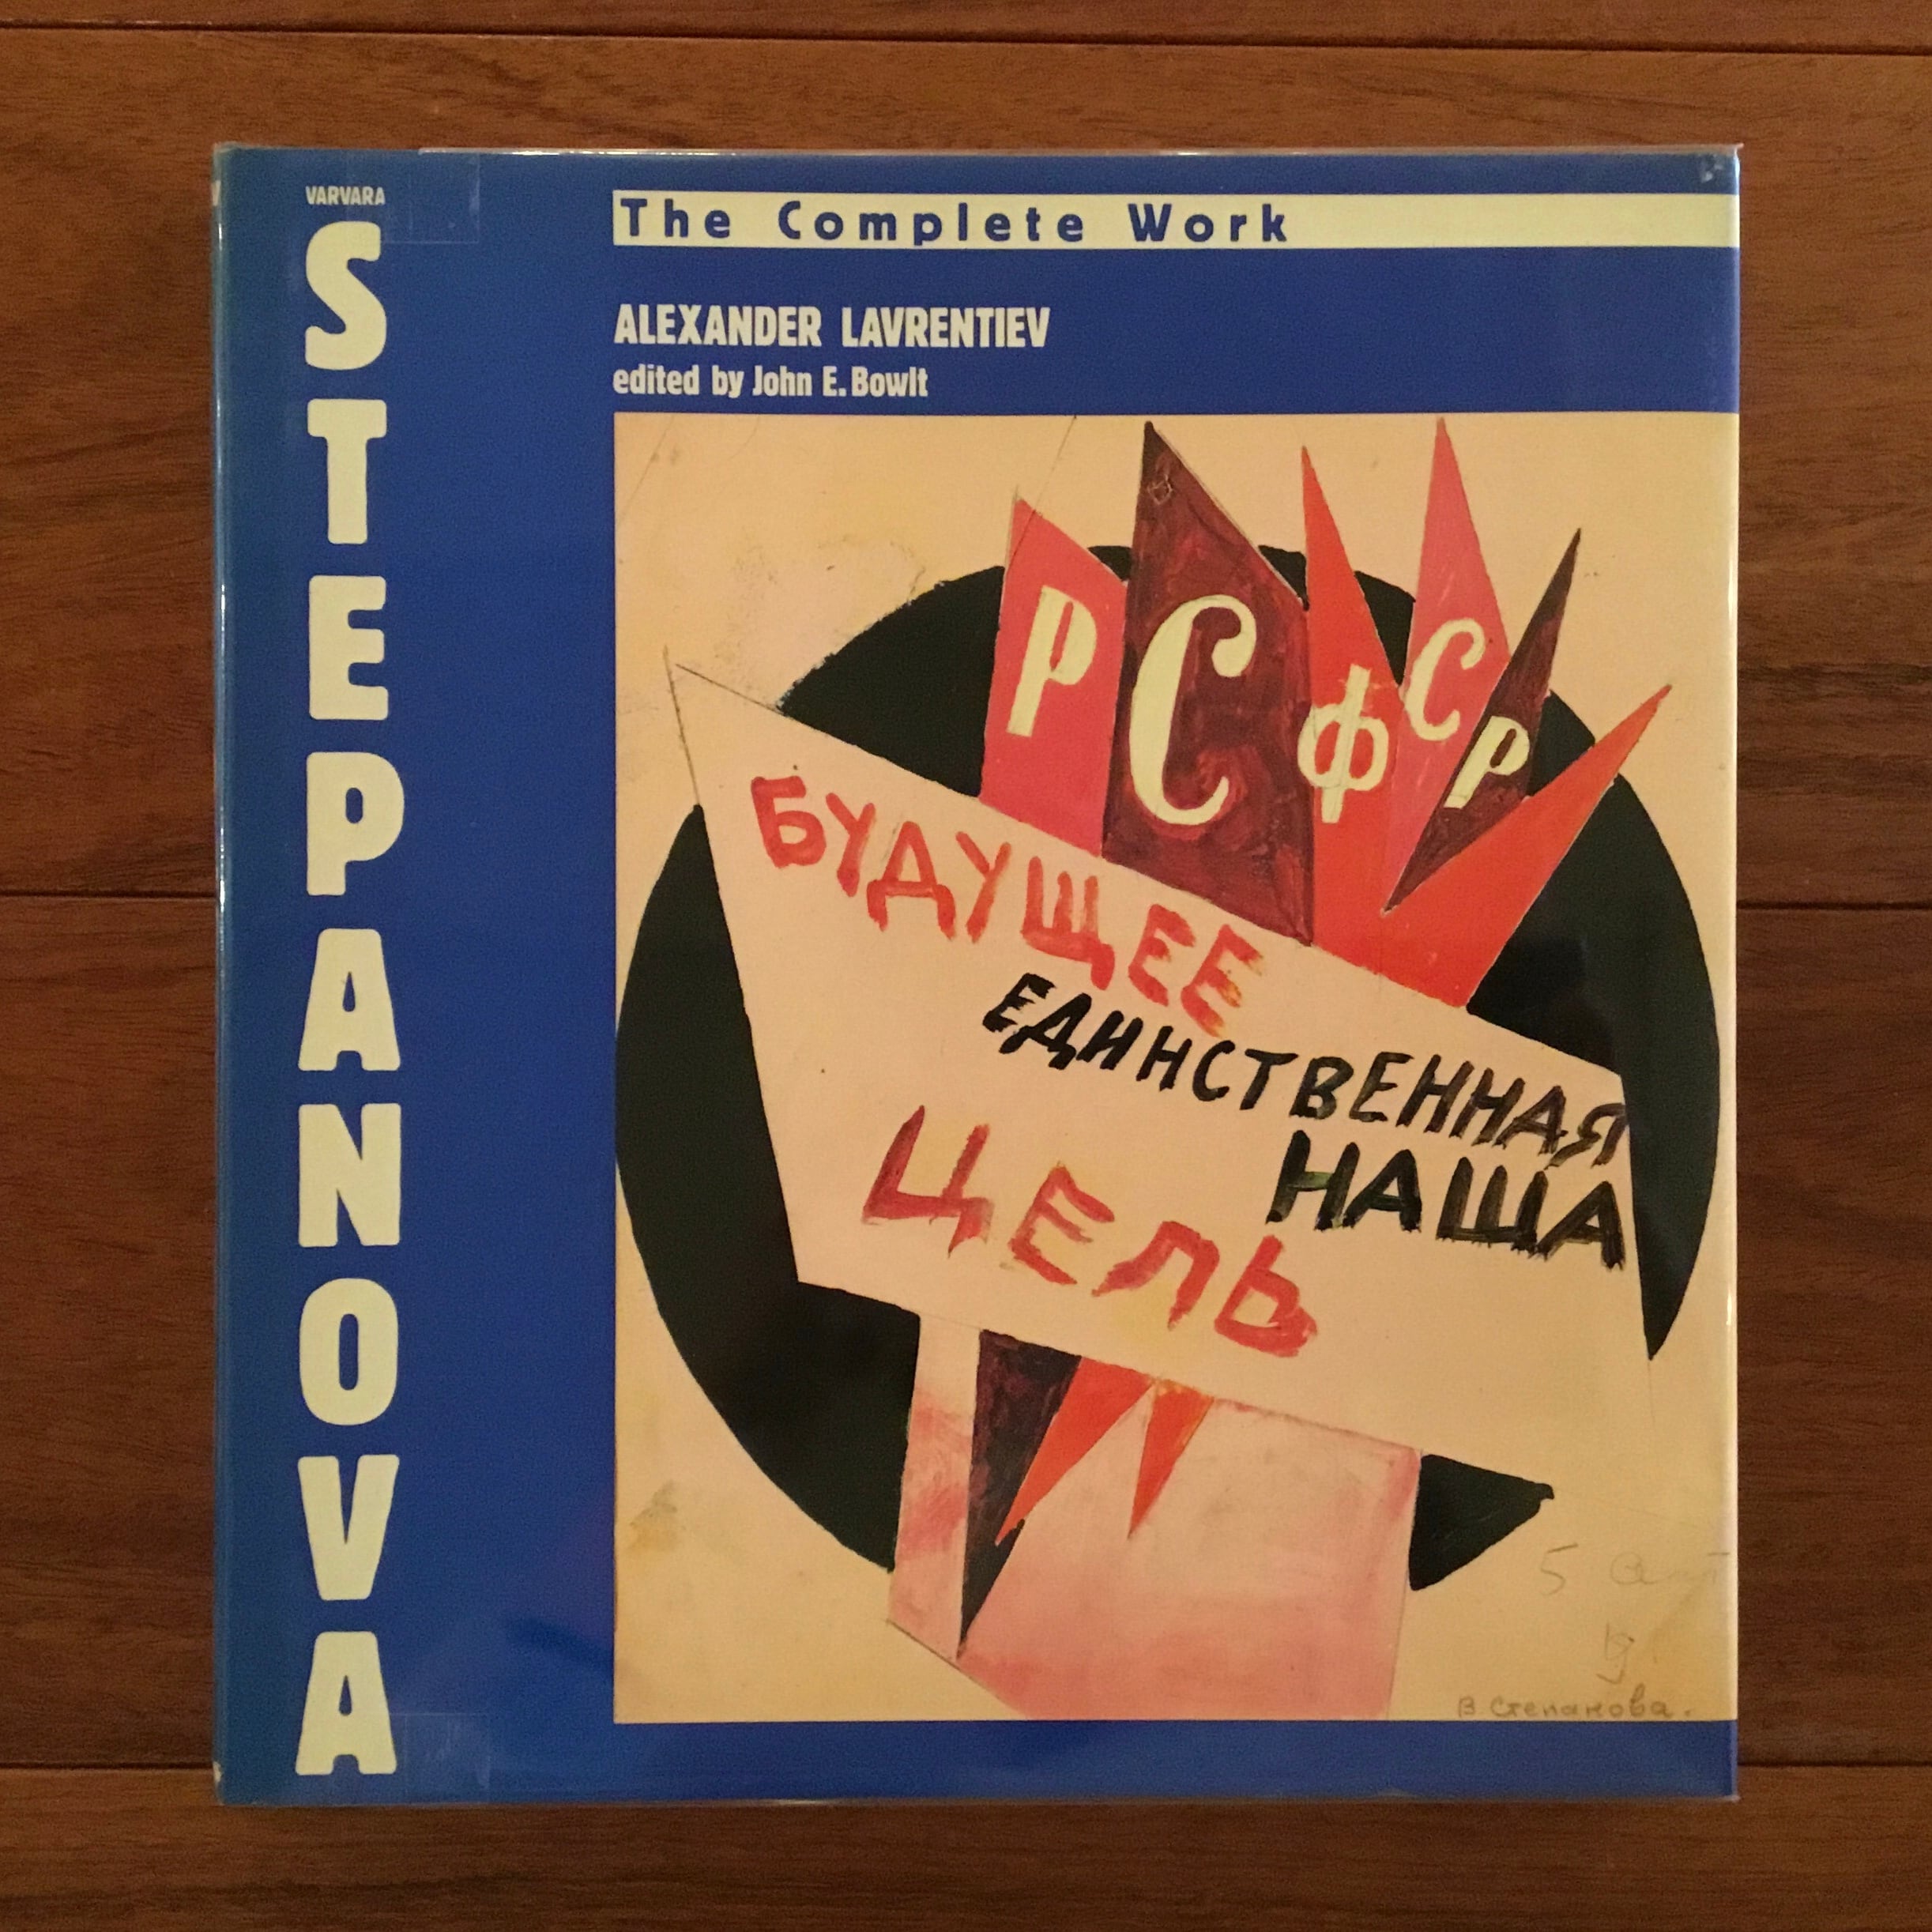 VARVARA
STEPANOVA
The Complete Work
ALEXANDER LAVRENTIEV
edited by John E. Bowlt
РСФСР
БУДУЩЕЕ
ЕДИНСТВЕННАЯ
НАША
ЦЕЛЬ
В. Степанова.